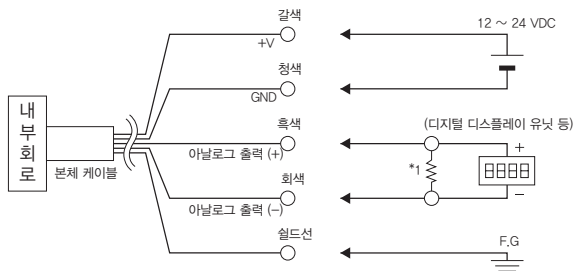 갈색
12 ~ 24 VDC
+V
청색
GND
내부회로
흑색
(디지털 디스플레이 유닛 등)
아날로그 출력 (+)
+
*1
본체 케이블
회색
아날로그 출력 (−)
−
쉴드선
F.G